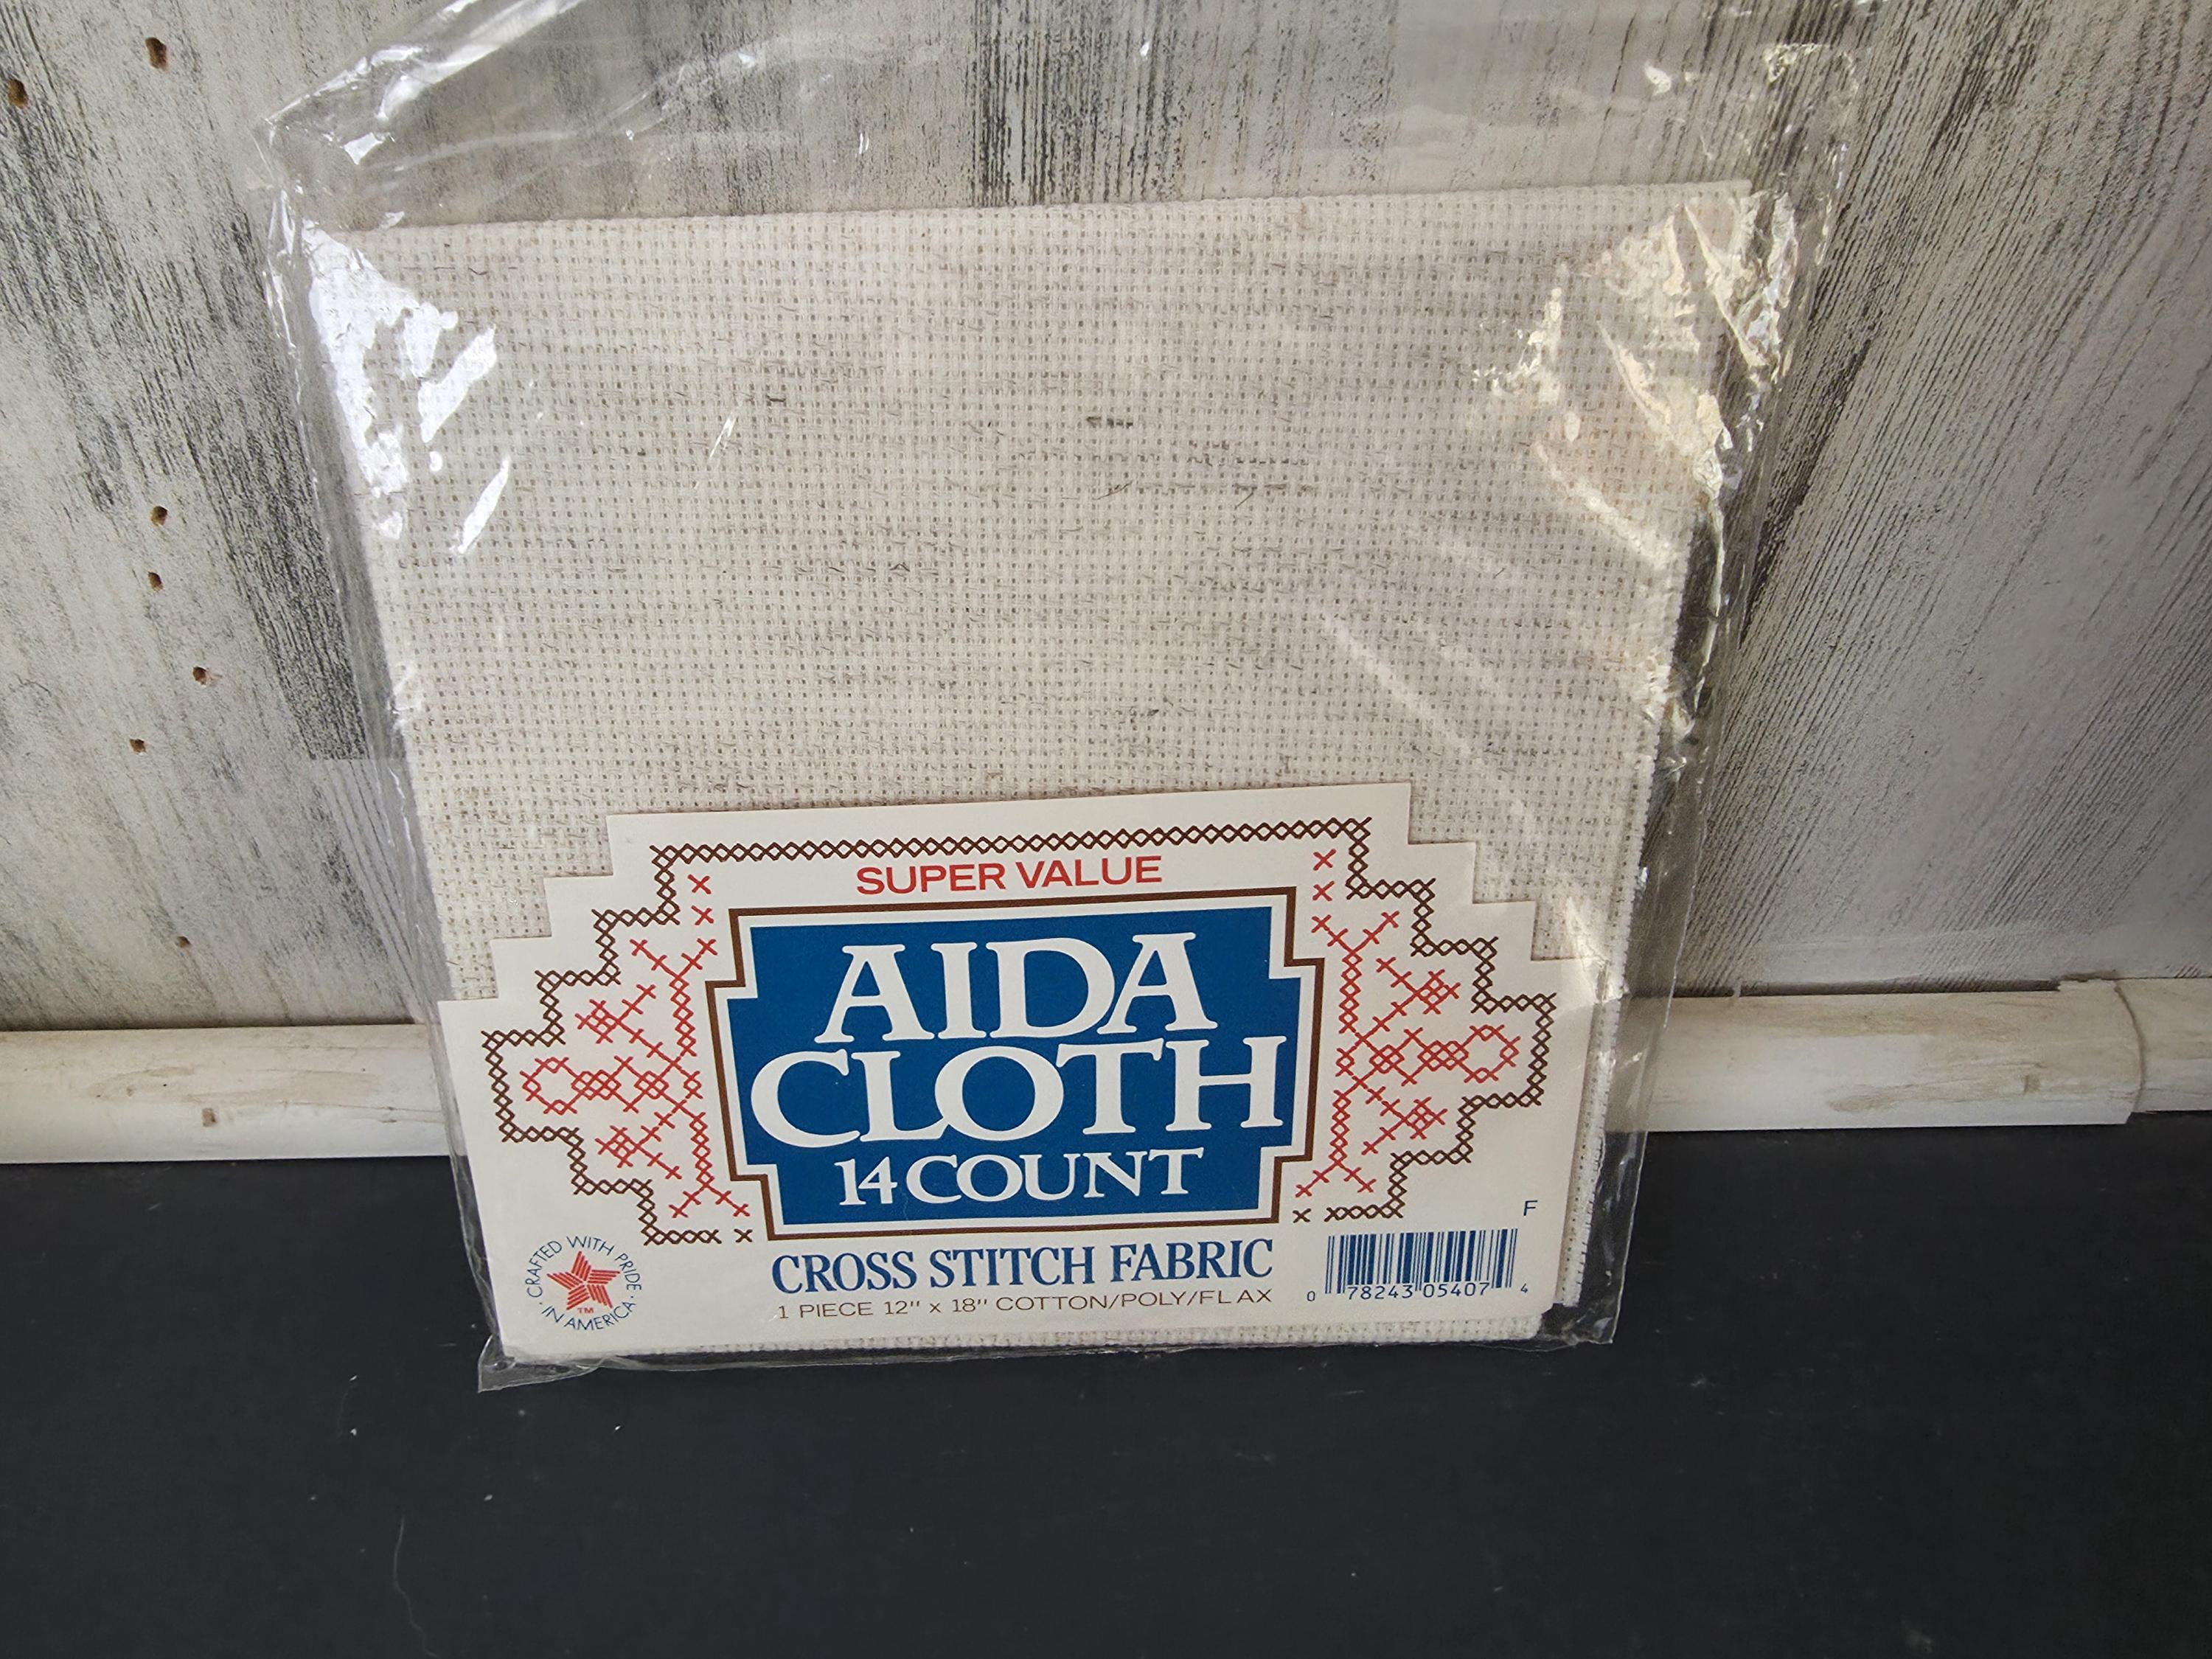 SUPER VALUE
AIDA
CLOTH
14 COUNT
F
CROSS STITCH FABRIC
1 PIECE 12" x 18" COTTON/POLY/FLAX
CRAFTED WITH PRIDE
IN AMERICA
TM
0 78243 05407 4